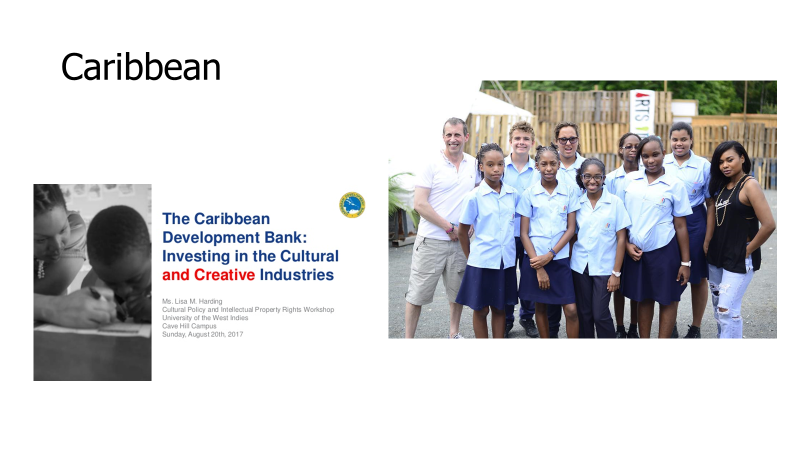 Caribbean
The Caribbean
Development Bank:
Investing in the Cultural
and Creative Industries
Ms. Lisa M. Harding
Cultural Policy and Intellectual Property Rights Workshop
University of the West Indies
Cave Hill Campus
Sunday, August 20th, 2017
ARTS